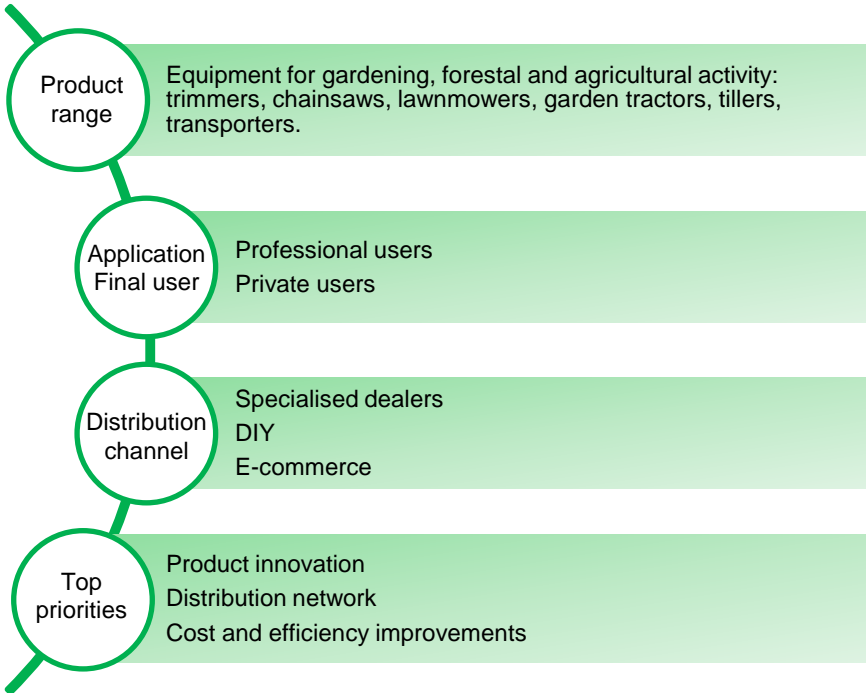 Product
range
Equipment for gardening, forestal and agricultural activity:
trimmers, chainsaws, lawnmowers, garden tractors, tillers,
transporters.
Application
Final user
Professional users
Private users
Distribution
channel
Specialised dealers
DIY
E-commerce
Top
priorities
Product innovation
Distribution network
Cost and efficiency improvements